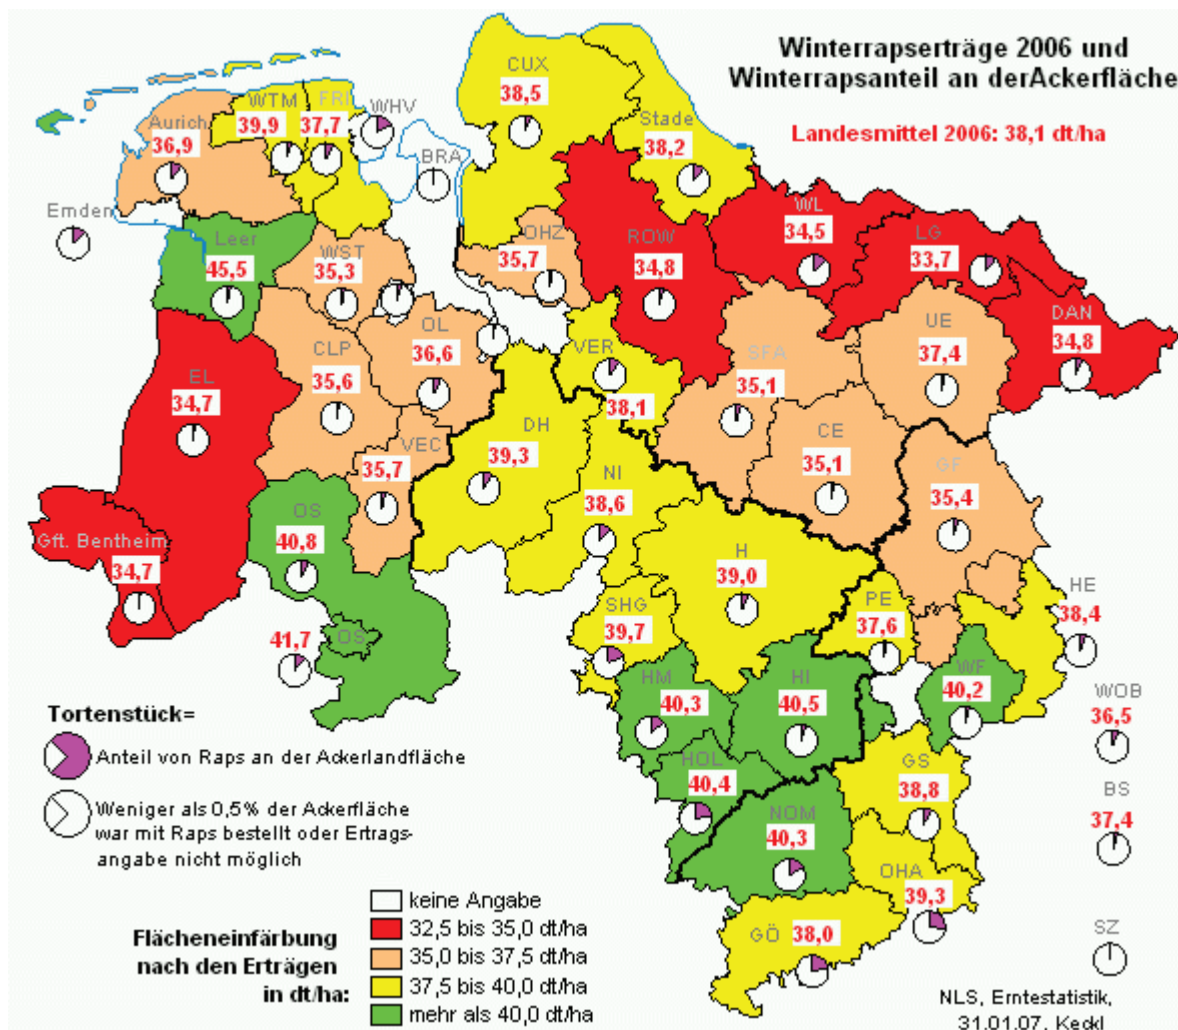 Winterrapserträge 2006 und
Winterrapsanteil an derAckerfläche
Landesmittel 2006: 38,1 dt/ha
CUX
38,5
WTM
39,9
FRI
37,7
WHV
Aurich
36,9
Stade
38,2
BRA
Emden
Leer
45,5
WST
35,3
OHZ
35,7
ROW
34,8
WL
34,5
LG
33,7
DAN
34,8
UE
37,4
OL
36,6
CLP
35,6
VER
38,1
SFA
35,1
EL
34,7
VEC
35,7
DH
39,3
CE
35,1
GF
35,4
NI
38,6
OS
40,8
Gft. Bentheim
34,7
H
39,0
PE
37,6
HE
38,4
SHG
39,7
41,7
OS
HM
40,3
HI
40,5
WF
40,2
WOB
36,5
HOL
40,4
GS
38,8
BS
37,4
NOM
40,3
OHA
39,3
GÖ
38,0
SZ
Tortenstück=
Anteil von Raps an der Ackerlandfläche
Weniger als 0,5% der Ackerfläche
war mit Raps bestellt oder Ertrags-
angabe nicht möglich
Flächeneinfärbung
nach den Erträgen
in dt/ha:
keine Angabe
32,5 bis 35,0 dt/ha
35,0 bis 37,5 dt/ha
37,5 bis 40,0 dt/ha
mehr als 40,0 dt/ha
NLS, Erntestatistik,
31.01.07, Keckl